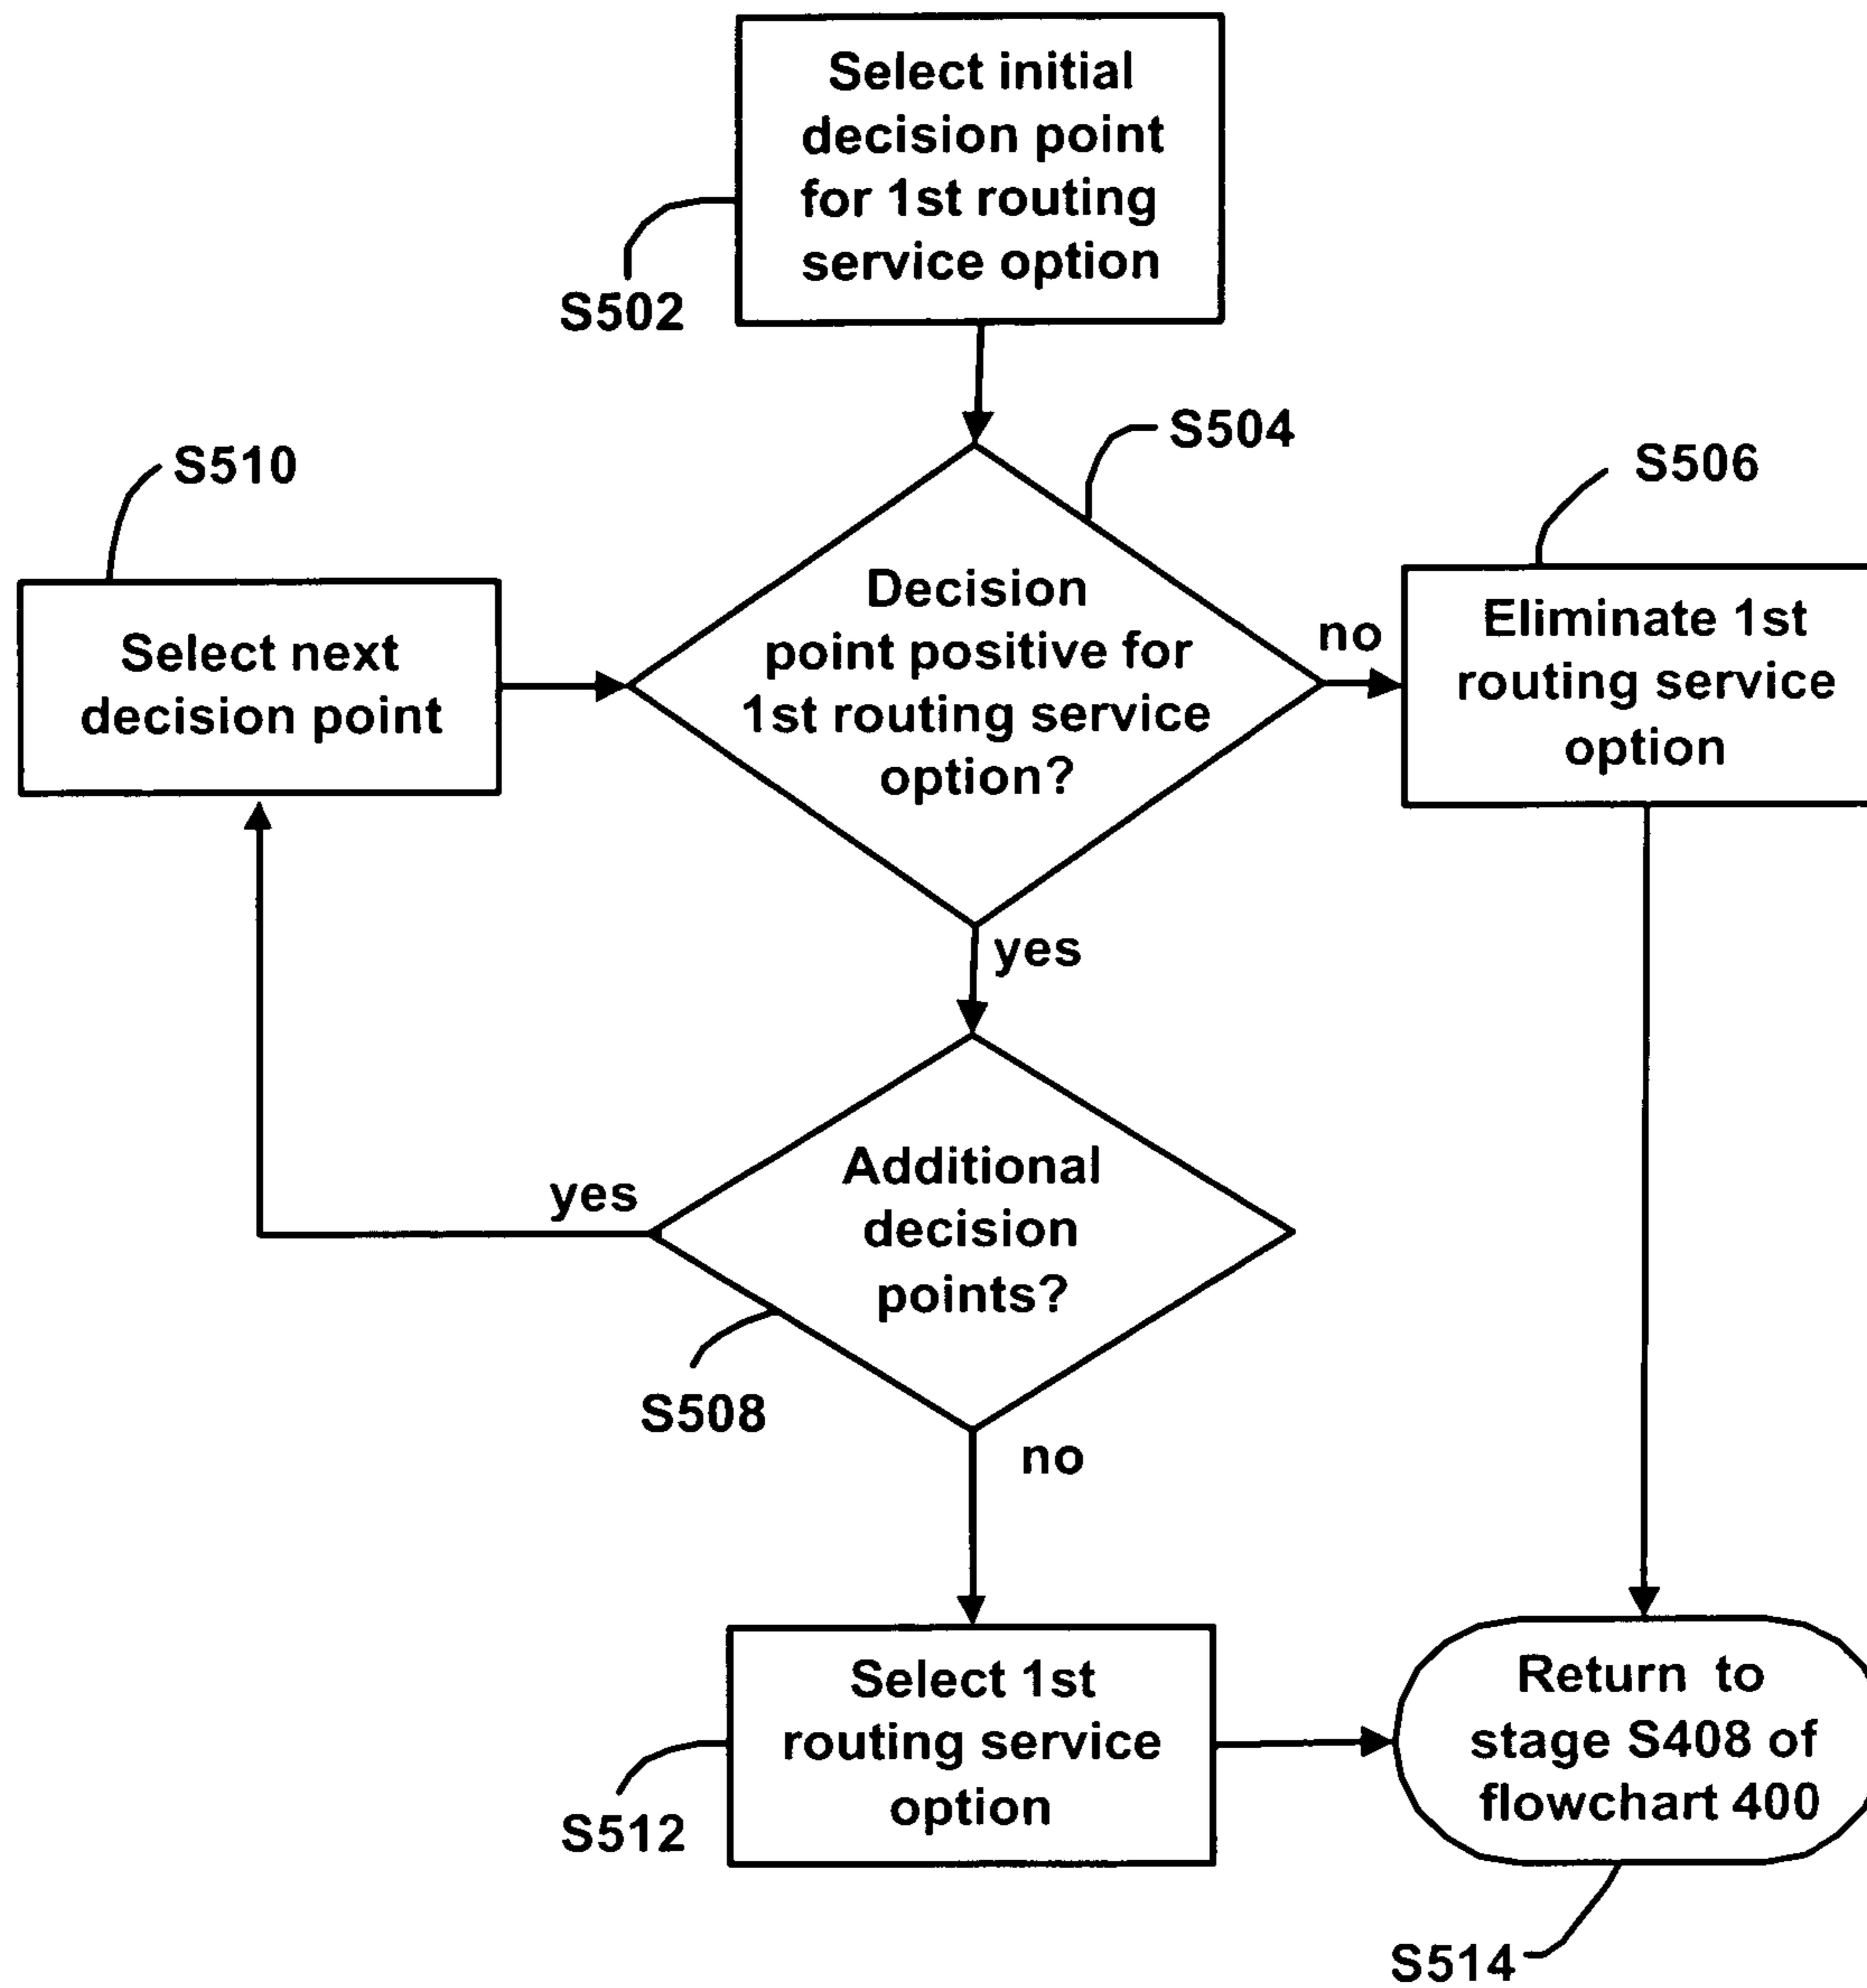 Select initial
decision point
for 1st routing
service option
S502
S504
S510
S506
Decision
point positive for
1st routing service
option?
no
Eliminate 1st
routing service
option
Select next
decision point
yes
Additional
decision
points?
yes
S508
no
Select 1st
routing service
option
S512
Return to
stage S408 of
flowchart 400
S514